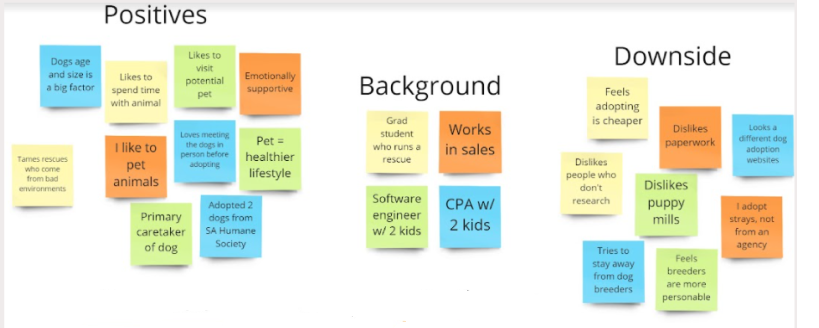 Positives
Dogs age
and size is
a big factor
Likes to
spend time
with animal
Likes to
visit
potential
pet
Emotionally
supportive
Tames rescues
who come
from bad
environments
I like to
pet
animals
Loves meeting
the dogs in
person before
adopting
Pet =
healthier
lifestyle
Primary
caretaker
of dog
Adopted 2
dogs from
SA Humane
Society
Background
Grad
student
who runs a
rescue
Works
in sales
Software
engineer
w/ 2 kids
CPA w/
2 kids
Downside
Feels
adopting
is cheaper
Dislikes
paperwork
Looks a
different dog
adoption
websites
Dislikes
people who
don't
research
Dislikes
puppy
mills
I adopt
strays, not
from an
agency
Tries to
stay away
from dog
breeders
Feels
breeders
are more
personable